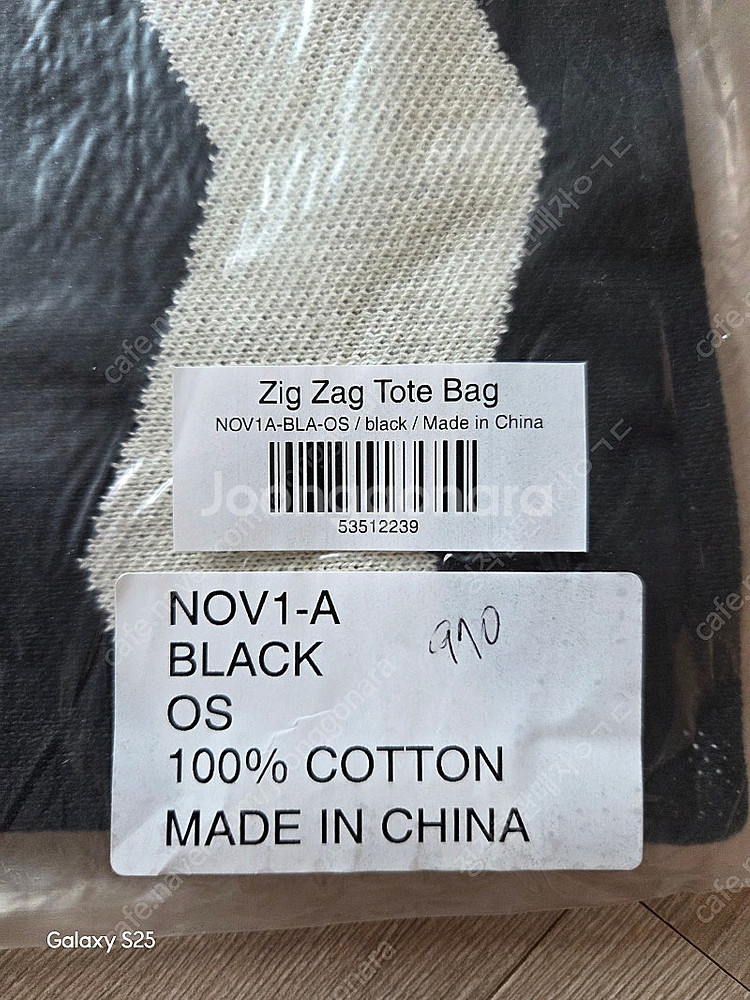 Zig Zag Tote Bag
NOV1A-BLA-OS / black / Made in China
Joonggonara
53512239
NOV1-A
BLACK
OS
100% COTTON
MADE IN CHINA
Galaxy S25